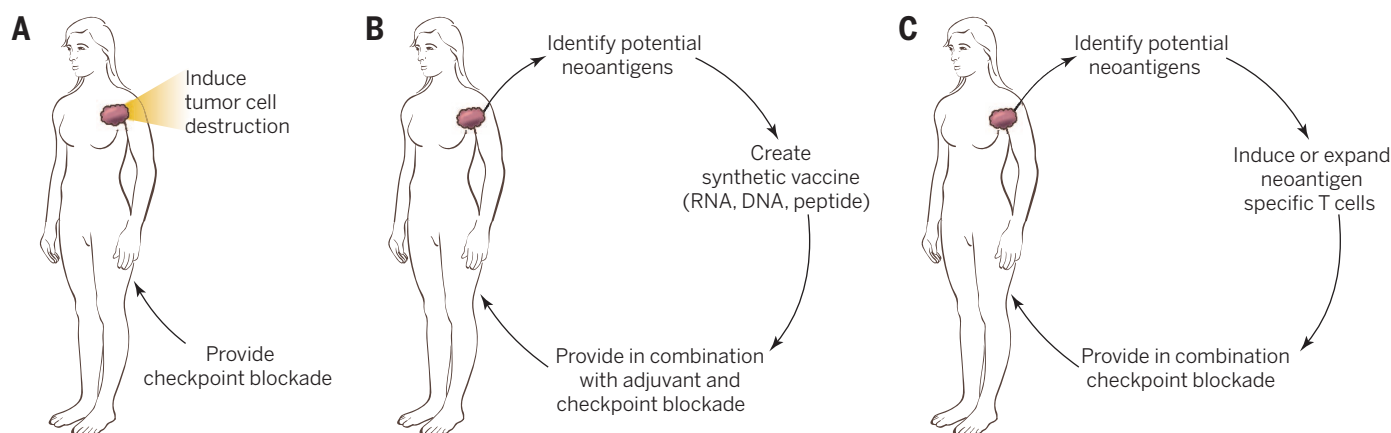 A
Induce
tumor cell
destruction
Provide
checkpoint blockade
B
Identify potential
neoantigens
Create
synthetic vaccine
(RNA, DNA, peptide)
Provide in combination
with adjuvant and
checkpoint blockade
C
Identify potential
neoantigens
Induce or expand
neoantigen
specific T cells
Provide in combination
checkpoint blockade